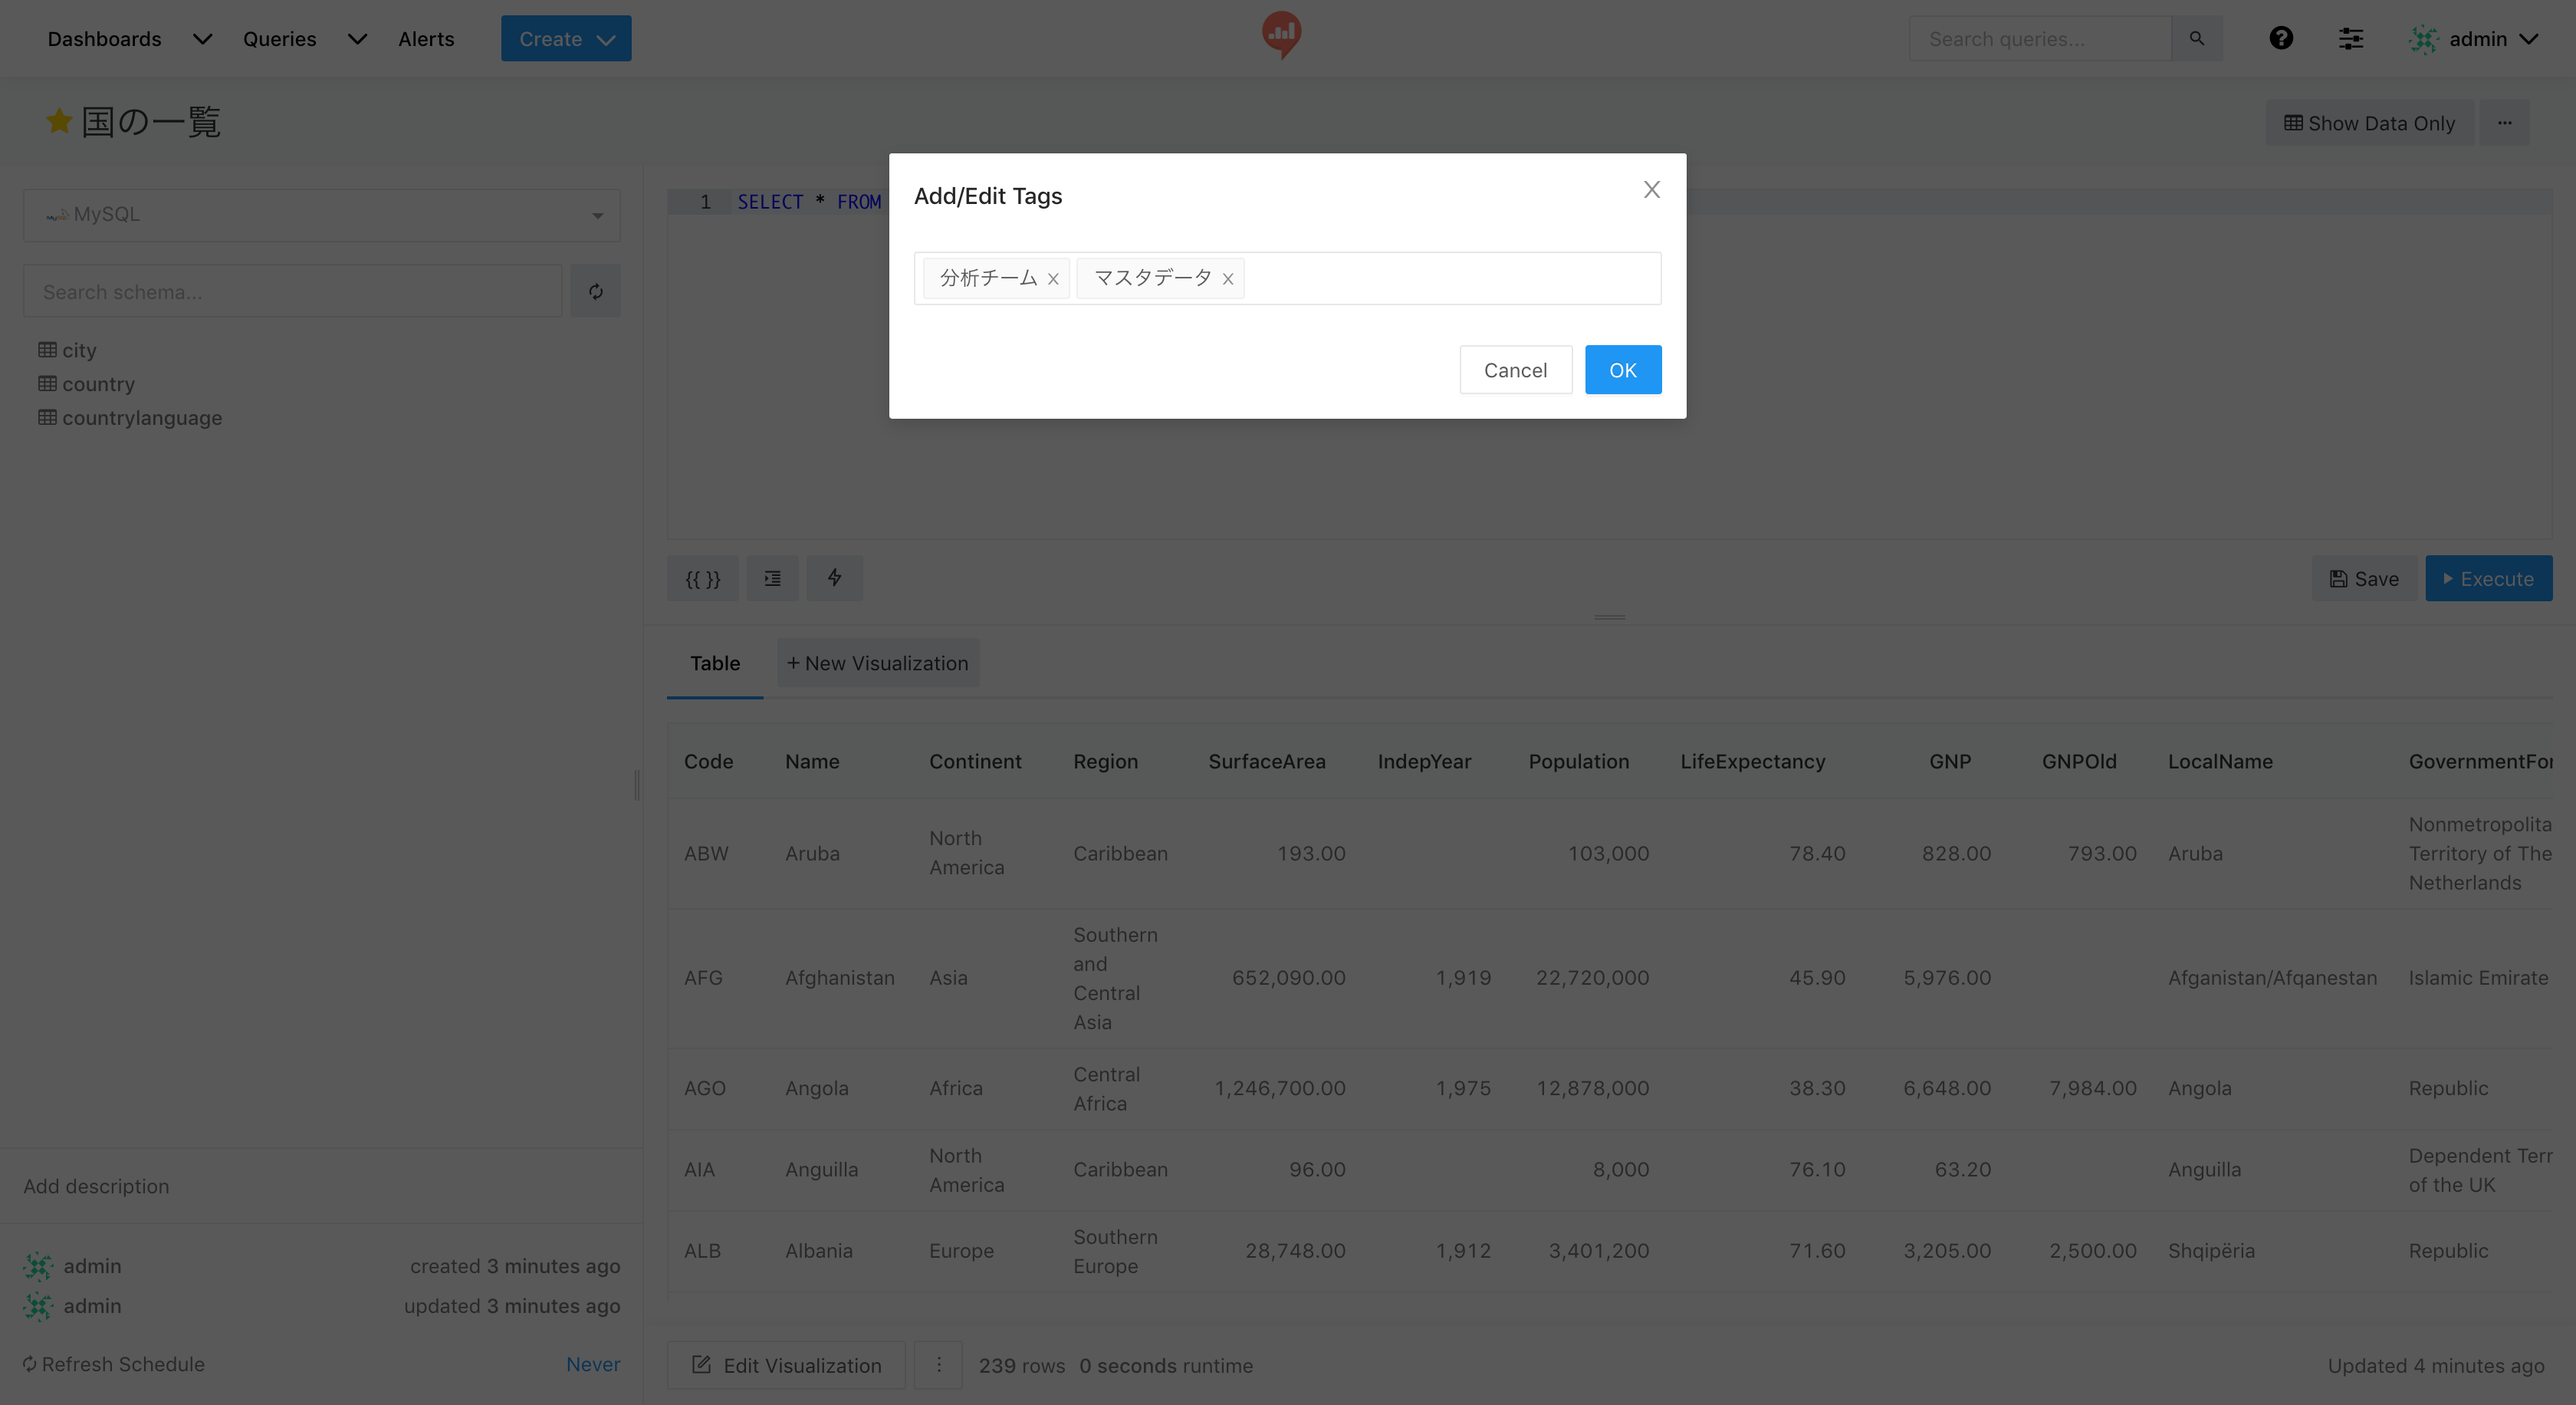 Dashboards Queries Alerts Create Search queries... admin
国の一覧 Show Data Only
Add/Edit Tags
分析チーム マスタデータ
Cancel OK
MySQL
Search schema...
city
country
countrylanguage
1 SELECT * FROM
{{ }} Save Execute
Table + New Visualization
Code Name Continent Region SurfaceArea IndepYear Population LifeExpectancy GNP GNPOld LocalName GovernmentFor
ABW Aruba North America Caribbean 193.00 103,000 78.40 828.00 793.00 Aruba Nonmetropolita Territory of The Netherlands
AFG Afghanistan Asia Southern and Central Asia 652,090.00 1,919 22,720,000 45.90 5,976.00 Afganistan/Afqanestan Islamic Emirate
AGO Angola Africa Central Africa 1,246,700.00 1,975 12,878,000 38.30 6,648.00 7,984.00 Angola Republic
AIA Anguilla North America Caribbean 96.00 8,000 76.10 63.20 Anguilla Dependent Terr of the UK
ALB Albania Europe Southern Europe 28,748.00 1,912 3,401,200 71.60 3,205.00 2,500.00 Shqipëria Republic
Add description
admin created 3 minutes ago
admin updated 3 minutes ago
Refresh Schedule Never
Edit Visualization 239 rows 0 seconds runtime Updated 4 minutes ago